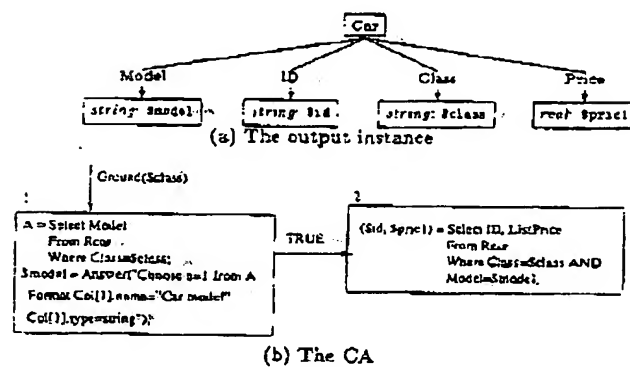 Car
Model ID Class Price
string $model string $id string $class real $price1
(a) The output instance
Ground($class)
1
A = Select Model
From Rcar
Where Class=$class;
$model = Answer("Choose n=1 from A
Format Col[1].name="Car model"
Col[1].type=string");
TRUE
2
{$id, $price1} = Select ID, ListPrice
From Rcar
Where Class=$class AND
Model=$model;
(b) The CA